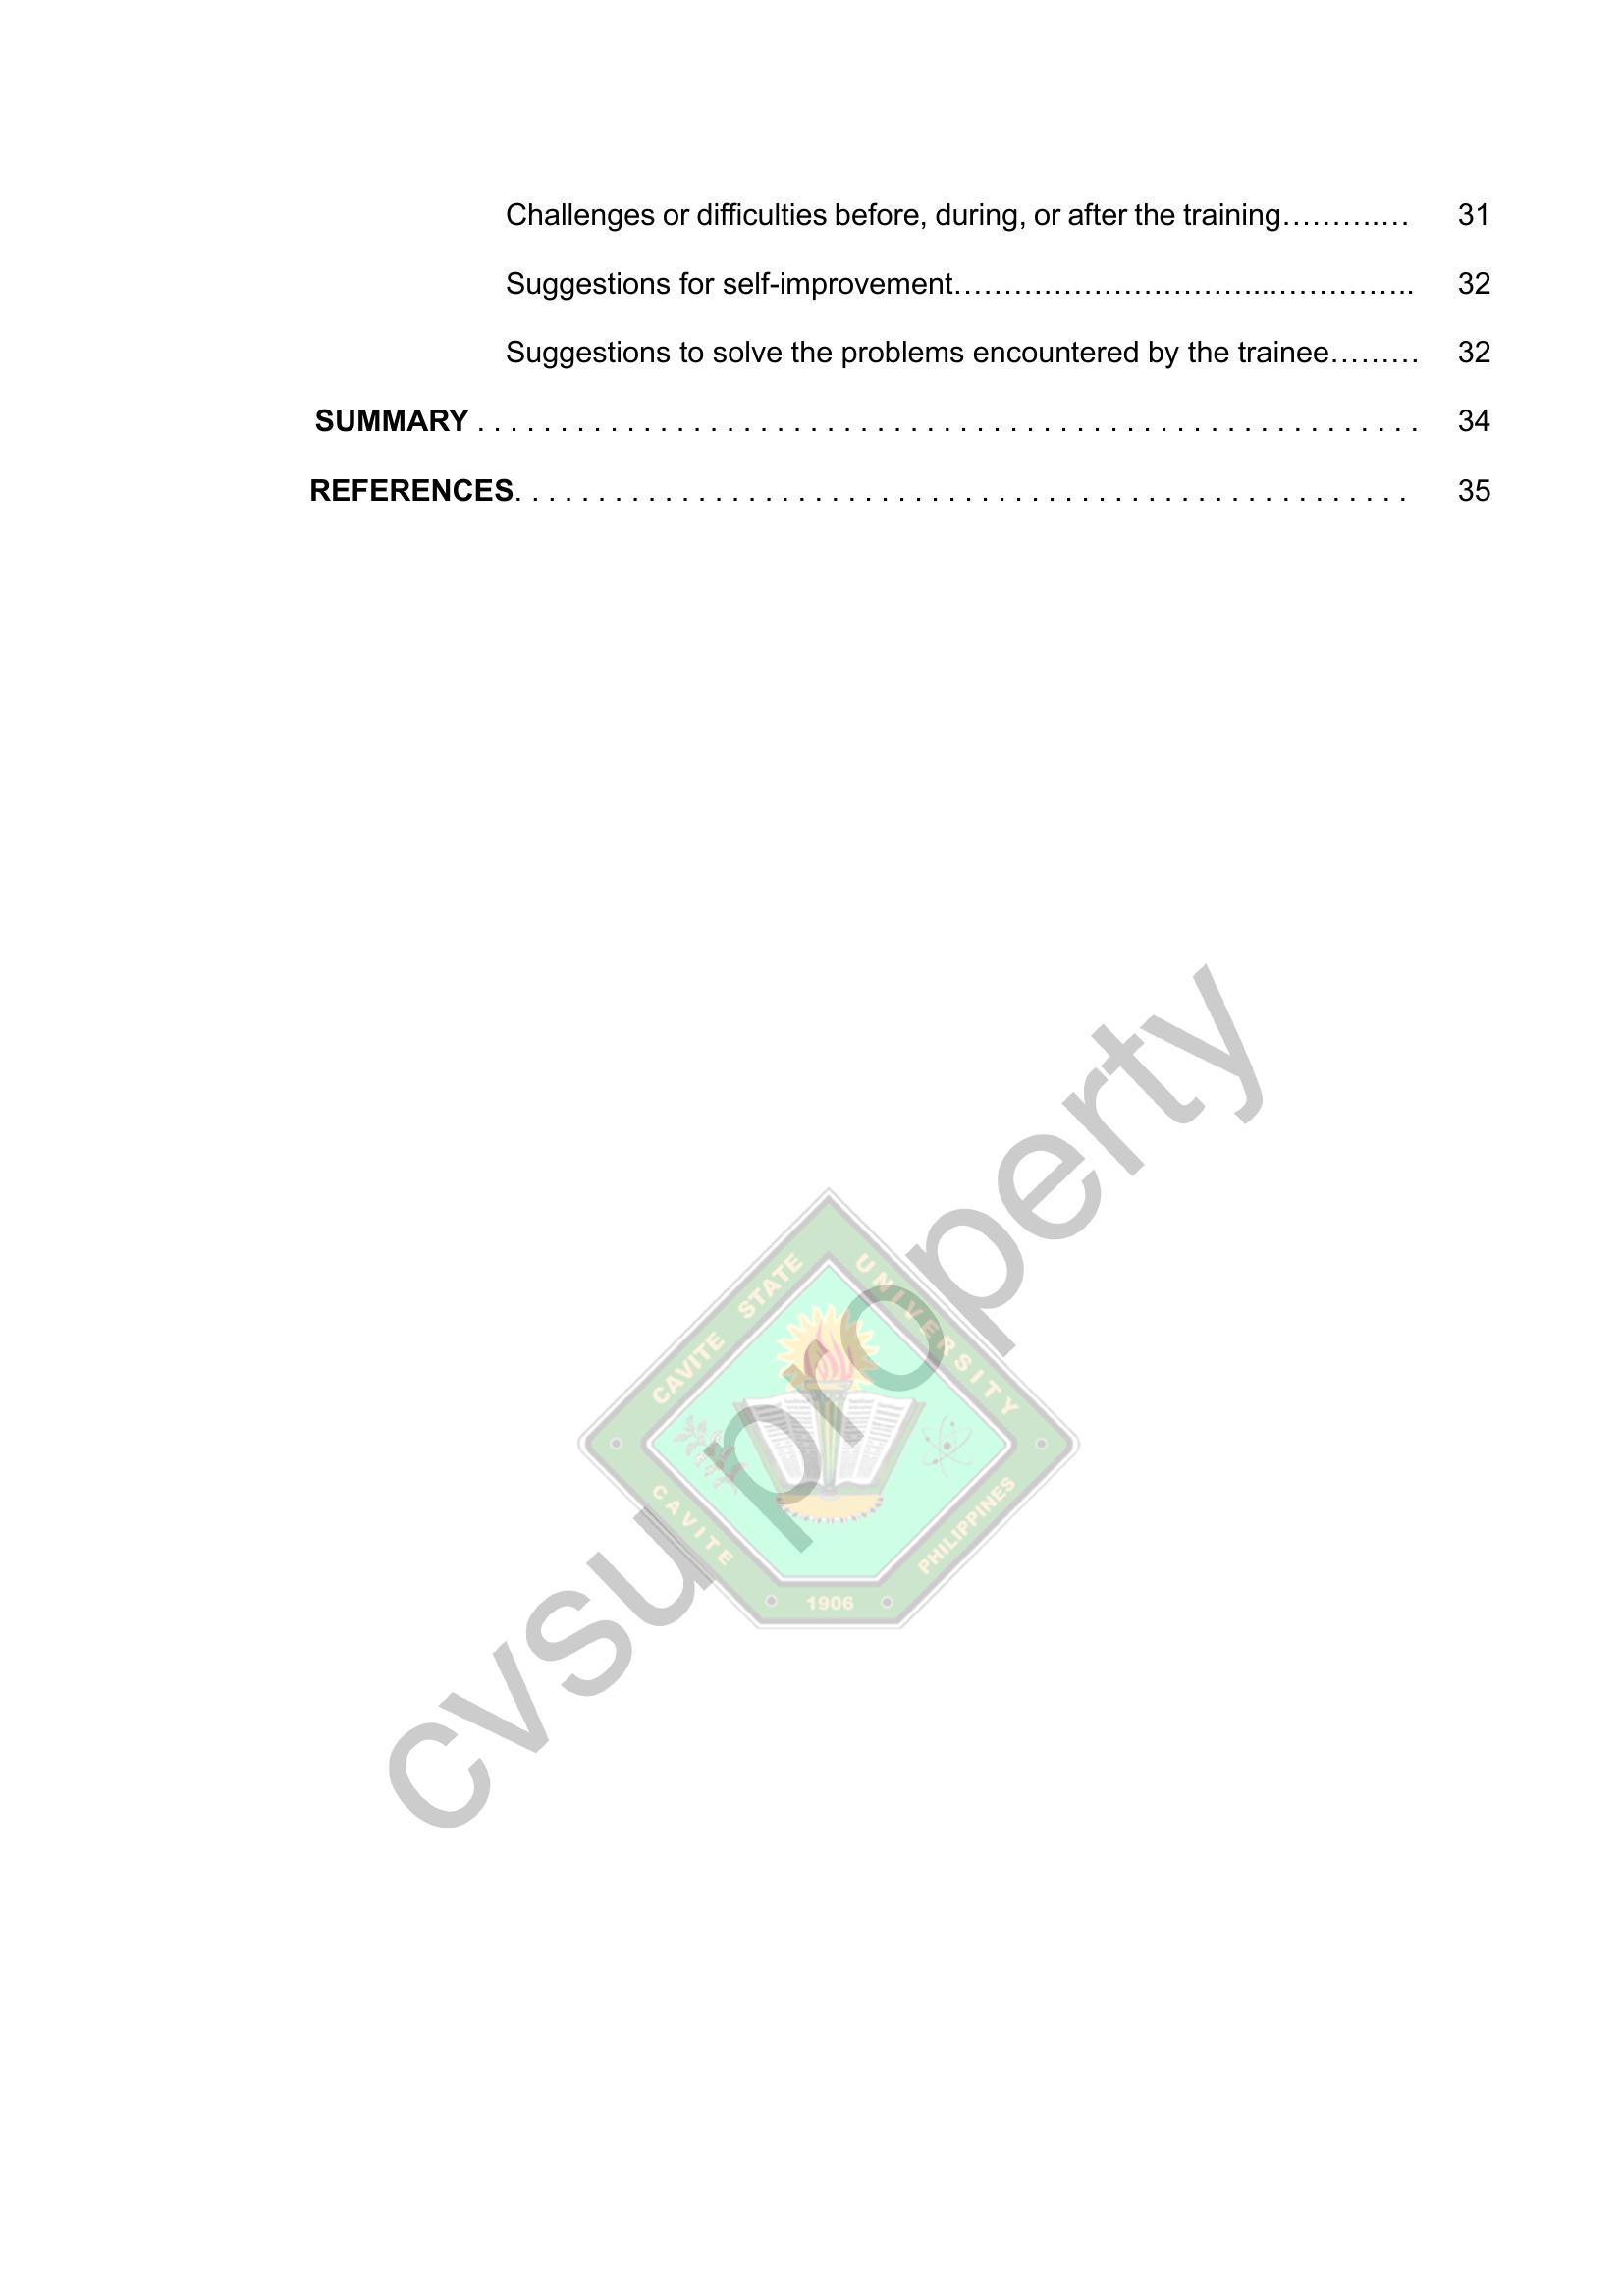 Challenges or difficulties before, during, or after the training……….… 31
Suggestions for self-improvement…………………………...………….. 32
Suggestions to solve the problems encountered by the trainee……… 32
SUMMARY . . . . . . . . . . . . . . . . . . . . . . . . . . . . . . . . . . . . . . . . . . . . . . . . . . . . . . . . . 34
REFERENCES. . . . . . . . . . . . . . . . . . . . . . . . . . . . . . . . . . . . . . . . . . . . . . . . . . . . . . 35
cvsu property
CAVITE STATE UNIVERSITY
CAVITE PHILIPPINES
1906